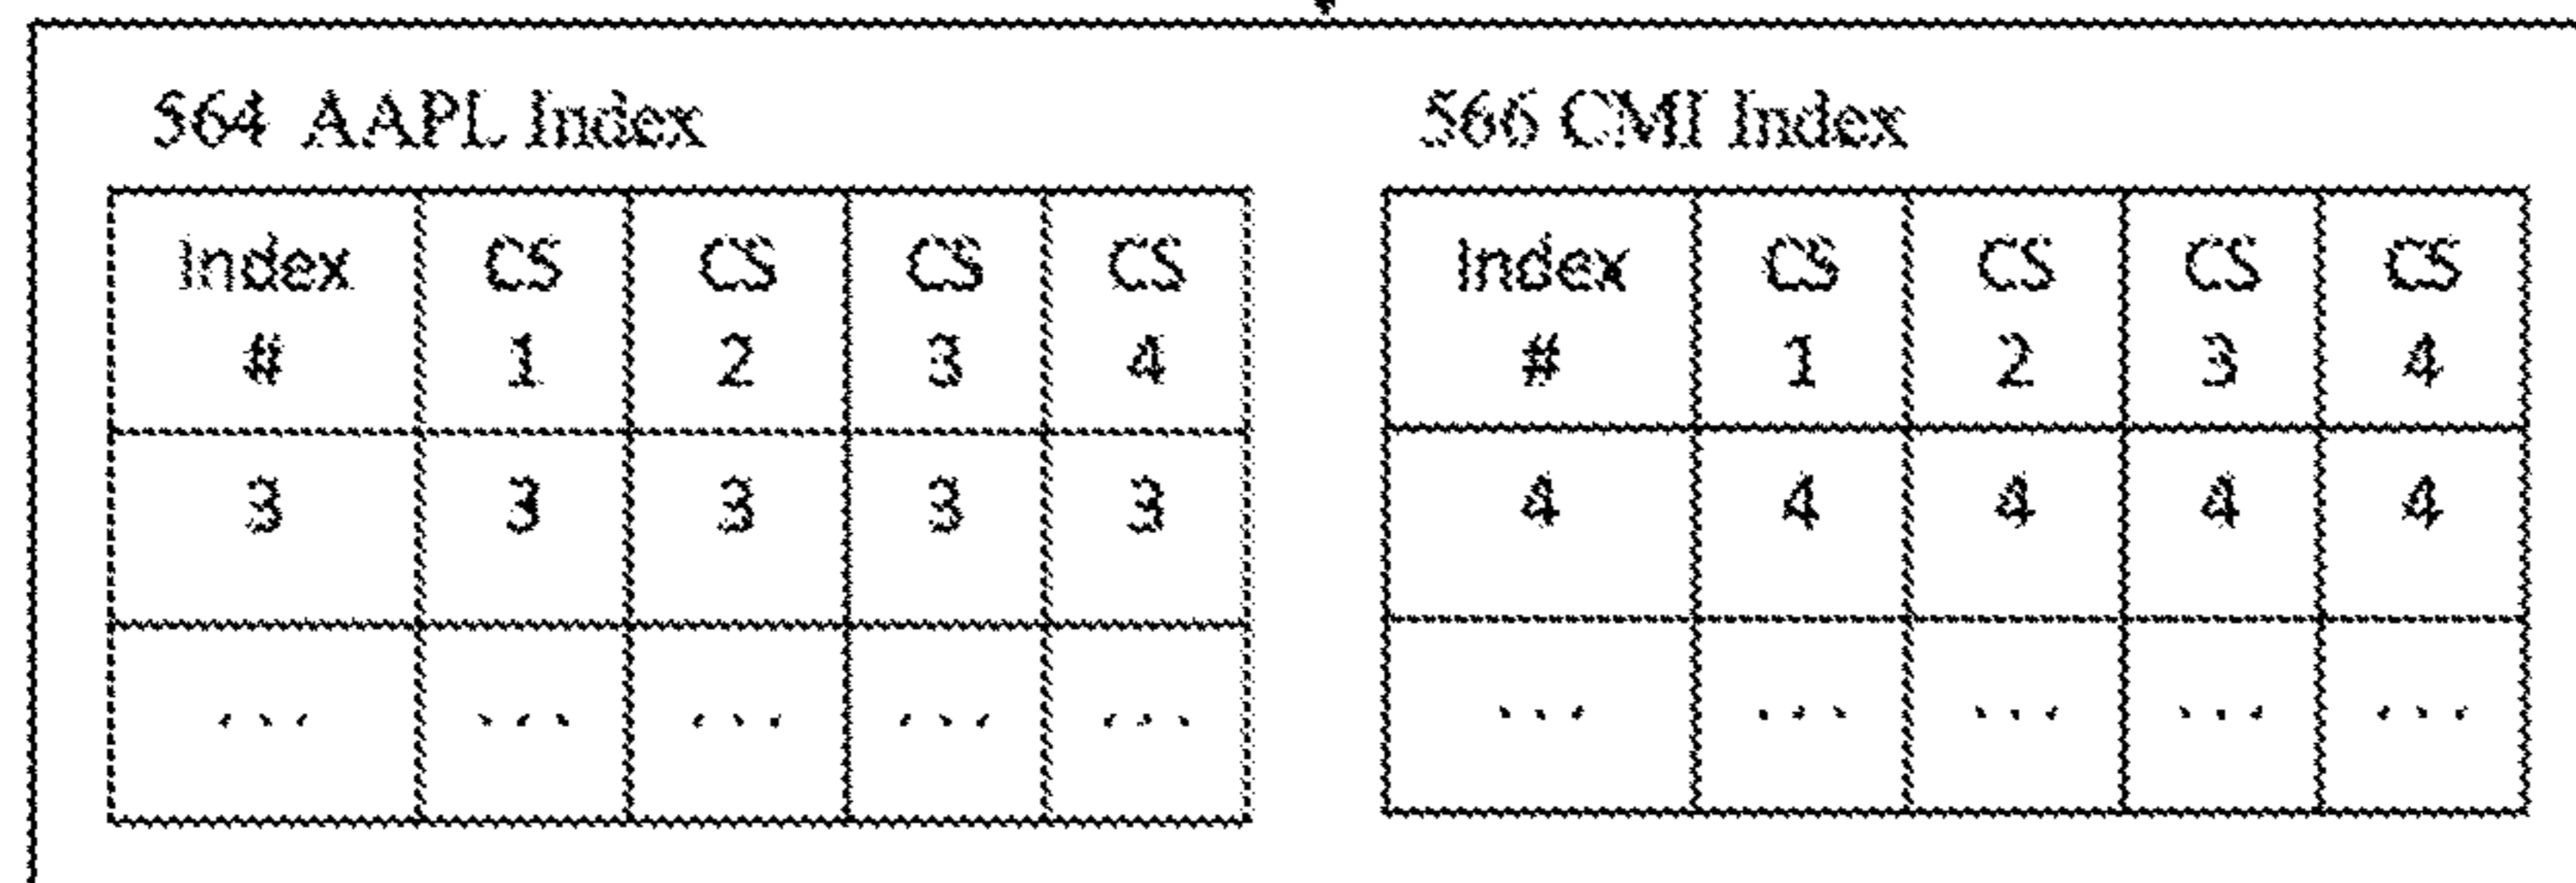 564 AAPL Index
Index # CS 1 CS 2 CS 3 CS 4
3 3 3 3 3
... ... ... ... ...
566 CMI Index
Index # CS 1 CS 2 CS 3 CS 4
4 4 4 4 4
... ... ... ... ...